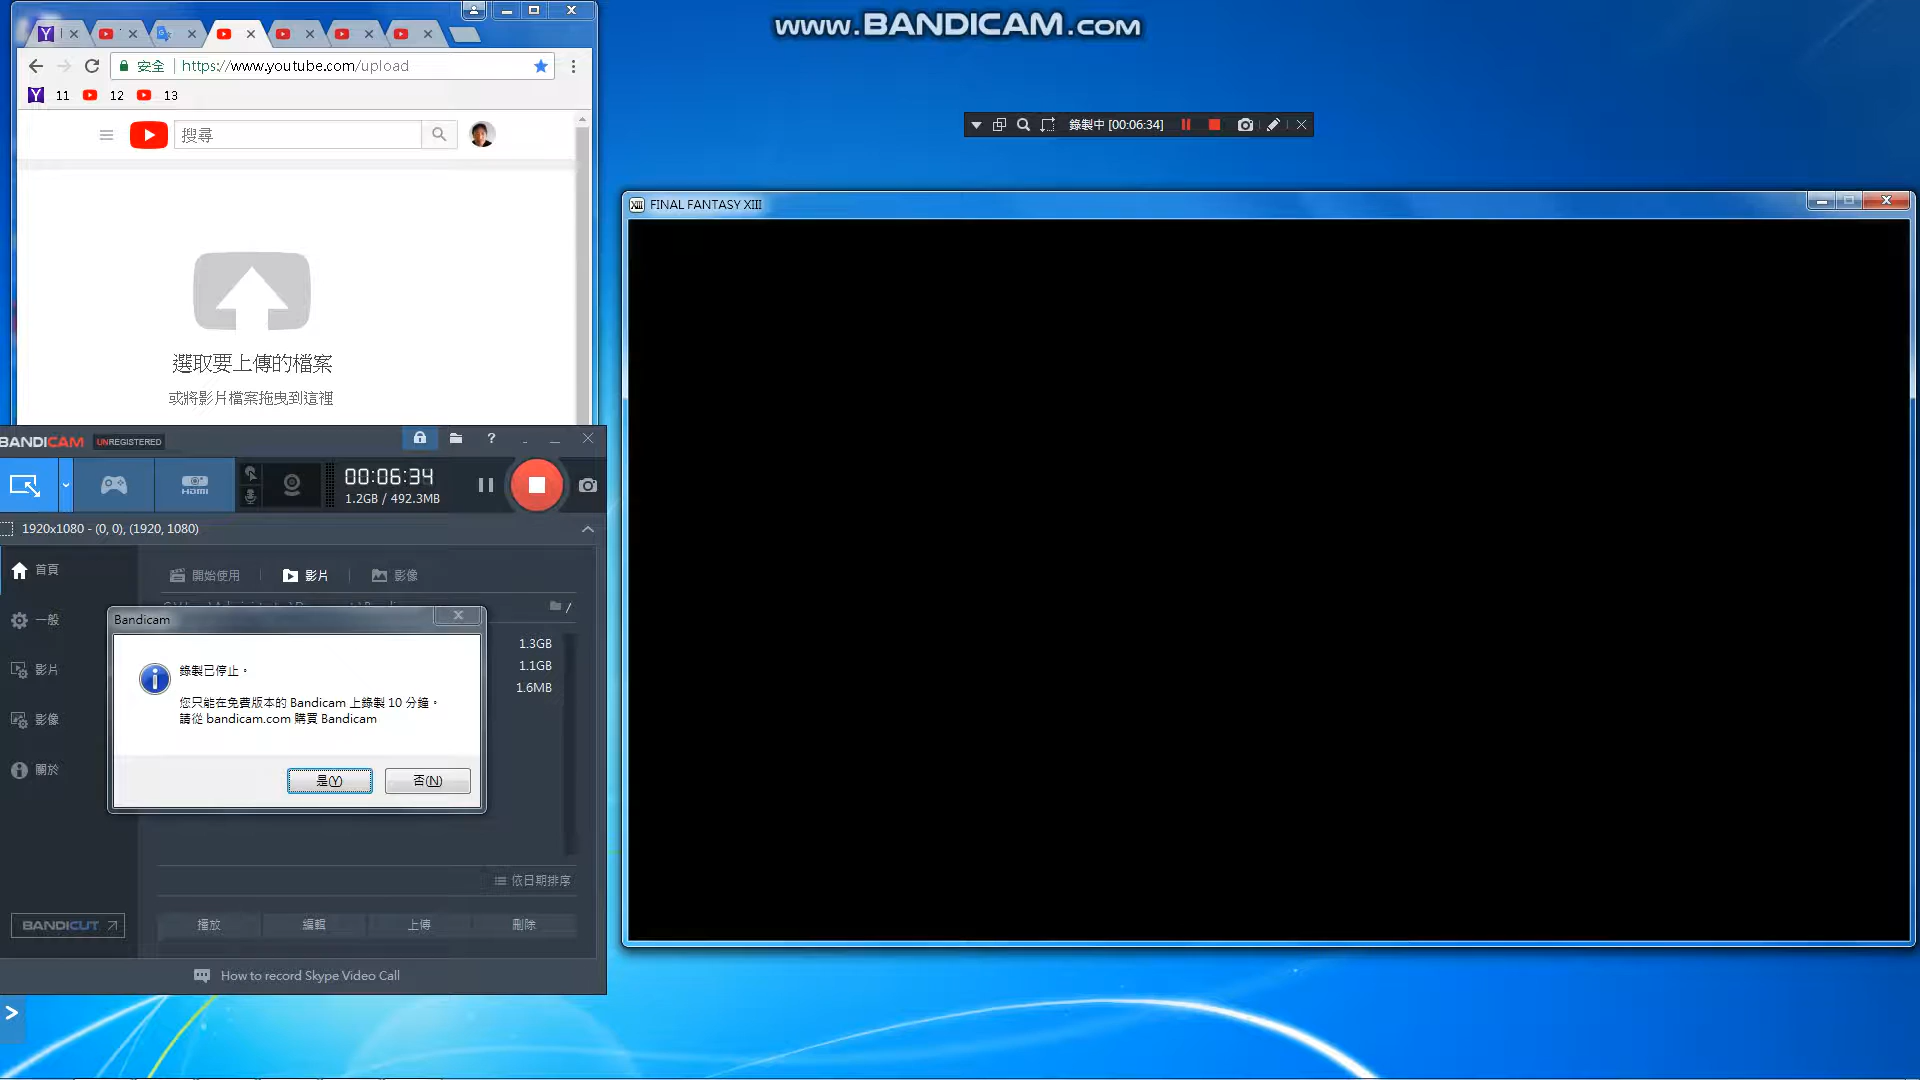 www.BANDICAM.com
安全 https://www.youtube.com/upload
11 12 13
搜尋
選取要上傳的檔案
或將影片檔案拖曳到這裡
錄製中 [00:06:34]
FINAL FANTASY XIII
BANDICAM UNREGISTERED
?
HDMI
00:06:34
1.2GB / 492.3MB
1920x1080 - (0, 0), (1920, 1080)
首頁
一般
影片
影像
關於
開始使用 影片 影像
1.3GB
1.1GB
1.6MB
Bandicam
錄製已停止。
您只能在免費版本的 Bandicam 上錄製 10 分鐘。
請從 bandicam.com 購買 Bandicam
是(Y) 否(N)
依日期排序
BANDICUT
播放 編輯 上傳 刪除
How to record Skype Video Call